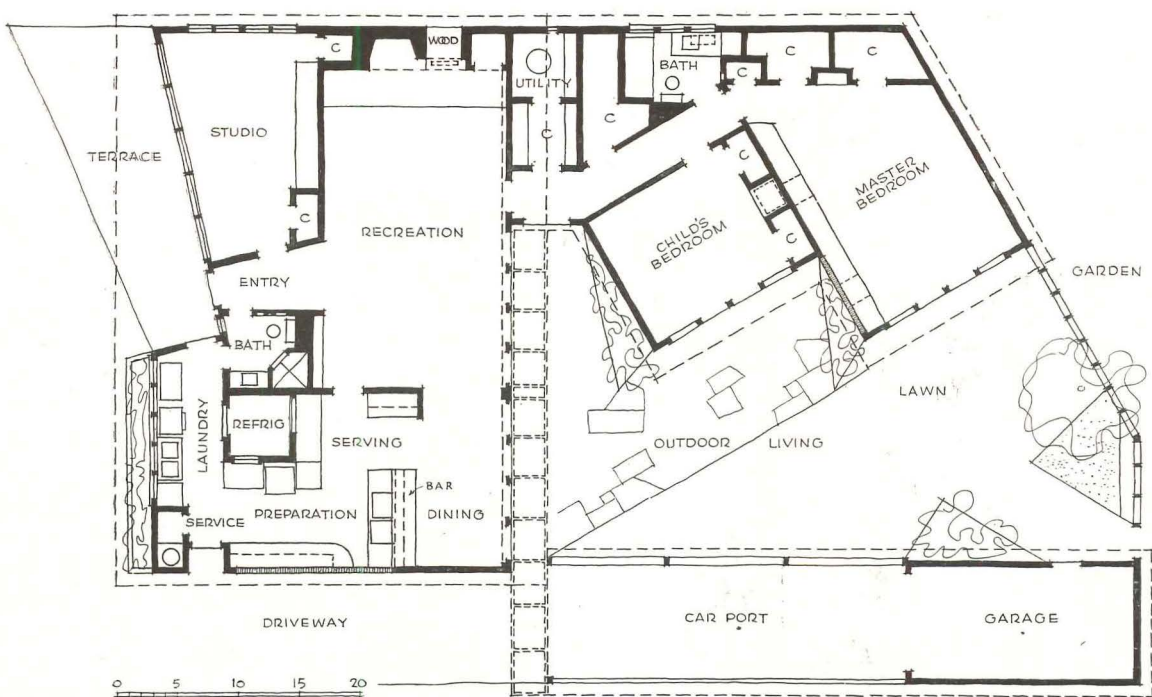 WOOD
C
BATH
C
C
C
UTILITY
STUDIO
C
C
TERRACE
C
MASTER
BEDROOM
C
RECREATION
CHILD'S
BEDROOM
C
ENTRY
GARDEN
BATH
LAWN
REFRIG
SERVING
OUTDOOR LIVING
LAUNDRY
BAR
SERVICE
PREPARATION
DINING
DRIVEWAY
CAR PORT
GARAGE
0 5 10 15 20